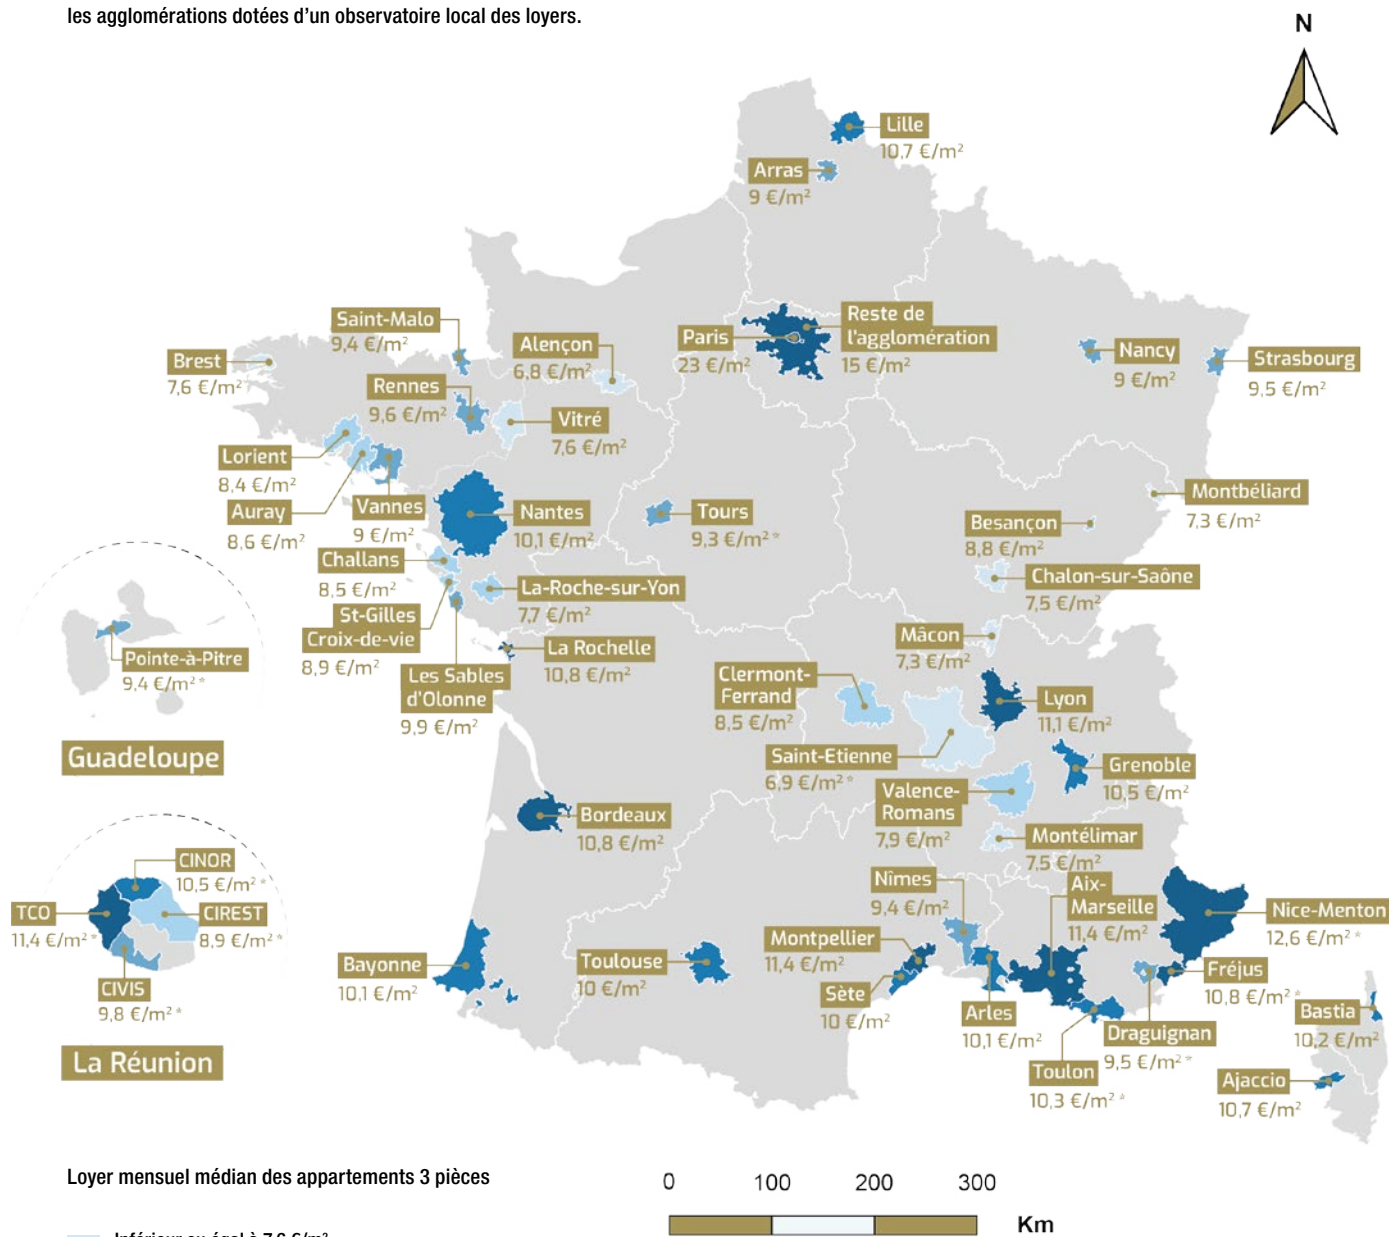 les agglomérations dotées d’un observatoire local des loyers.
N
Lille
10,7 €/m²
Arras
9 €/m²
Saint-Malo
9,4 €/m²
Alençon
6,8 €/m²
Paris
23 €/m²
Reste de
l’agglomération
15 €/m²
Nancy
9 €/m²
Strasbourg
9,5 €/m²
Brest
7,6 €/m²
Rennes
9,6 €/m²
Vitré
7,6 €/m²
Lorient
8,4 €/m²
Auray
8,6 €/m²
Vannes
9 €/m²
Nantes
10,1 €/m²
Tours
9,3 €/m² *
Montbéliard
7,3 €/m²
Besançon
8,8 €/m²
Chalon-sur-Saône
7,5 €/m²
Challans
8,5 €/m²
La-Roche-sur-Yon
7,7 €/m²
St-Gilles
Croix-de-vie
8,9 €/m²
Les Sables
d’Olonne
9,9 €/m²
La Rochelle
10,8 €/m²
Mâcon
7,3 €/m²
Clermont-
Ferrand
8,5 €/m²
Lyon
11,1 €/m²
Saint-Etienne
6,9 €/m² *
Grenoble
10,5 €/m²
Valence-
Romans
7,9 €/m²
Montélimar
7,5 €/m²
Pointe-à-Pitre
9,4 €/m² *
Guadeloupe
Bordeaux
10,8 €/m²
CINOR
10,5 €/m² *
TCO
11,4 €/m² *
CIREST
8,9 €/m² *
CIVIS
9,8 €/m² *
La Réunion
Bayonne
10,1 €/m²
Toulouse
10 €/m²
Nîmes
9,4 €/m²
Aix-
Marseille
11,4 €/m²
Montpellier
11,4 €/m²
Sète
10 €/m²
Arles
10,1 €/m²
Nice-Menton
12,6 €/m² *
Fréjus
10,8 €/m² *
Draguignan
9,5 €/m² *
Toulon
10,3 €/m² *
Bastia
10,2 €/m²
Ajaccio
10,7 €/m²
Loyer mensuel médian des appartements 3 pièces
0 100 200 300
Km
Inférieur ou égal à 7,6 €/m²